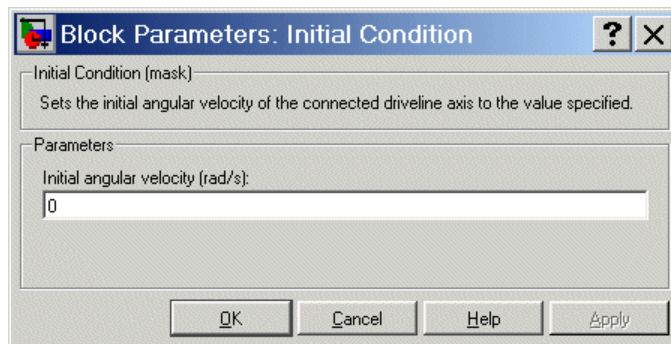 Block Parameters: Initial Condition
Initial Condition (mask)
Sets the initial angular velocity of the connected driveline axis to the value specified.
Parameters
Initial angular velocity (rad/s):
0
OK Cancel Help Apply